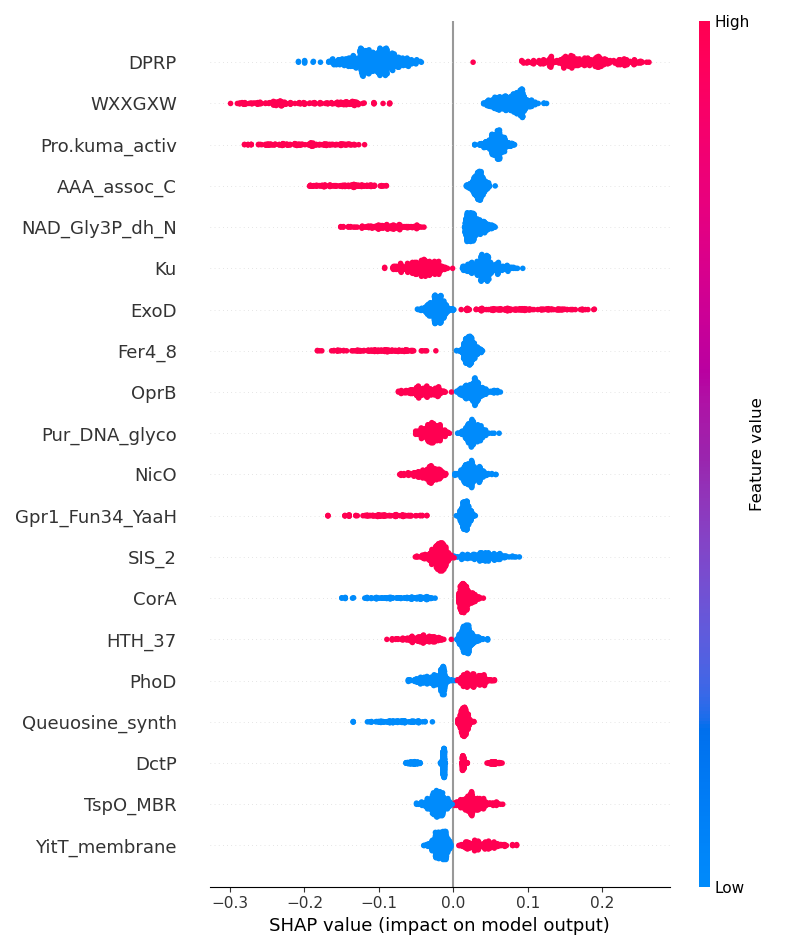 High
DPRP
WXXGXW
Pro.kuma_activ
AAA_assoc_C
NAD_Gly3P_dh_N
Ku
ExoD
Fer4_8
OprB
Pur_DNA_glyco
NicO
Gpr1_Fun34_YaaH
SIS_2
CorA
HTH_37
PhoD
Queuosine_synth
DctP
TspO_MBR
YitT_membrane
Feature value
Low
−0.3 −0.2 −0.1 0.0 0.1 0.2
SHAP value (impact on model output)